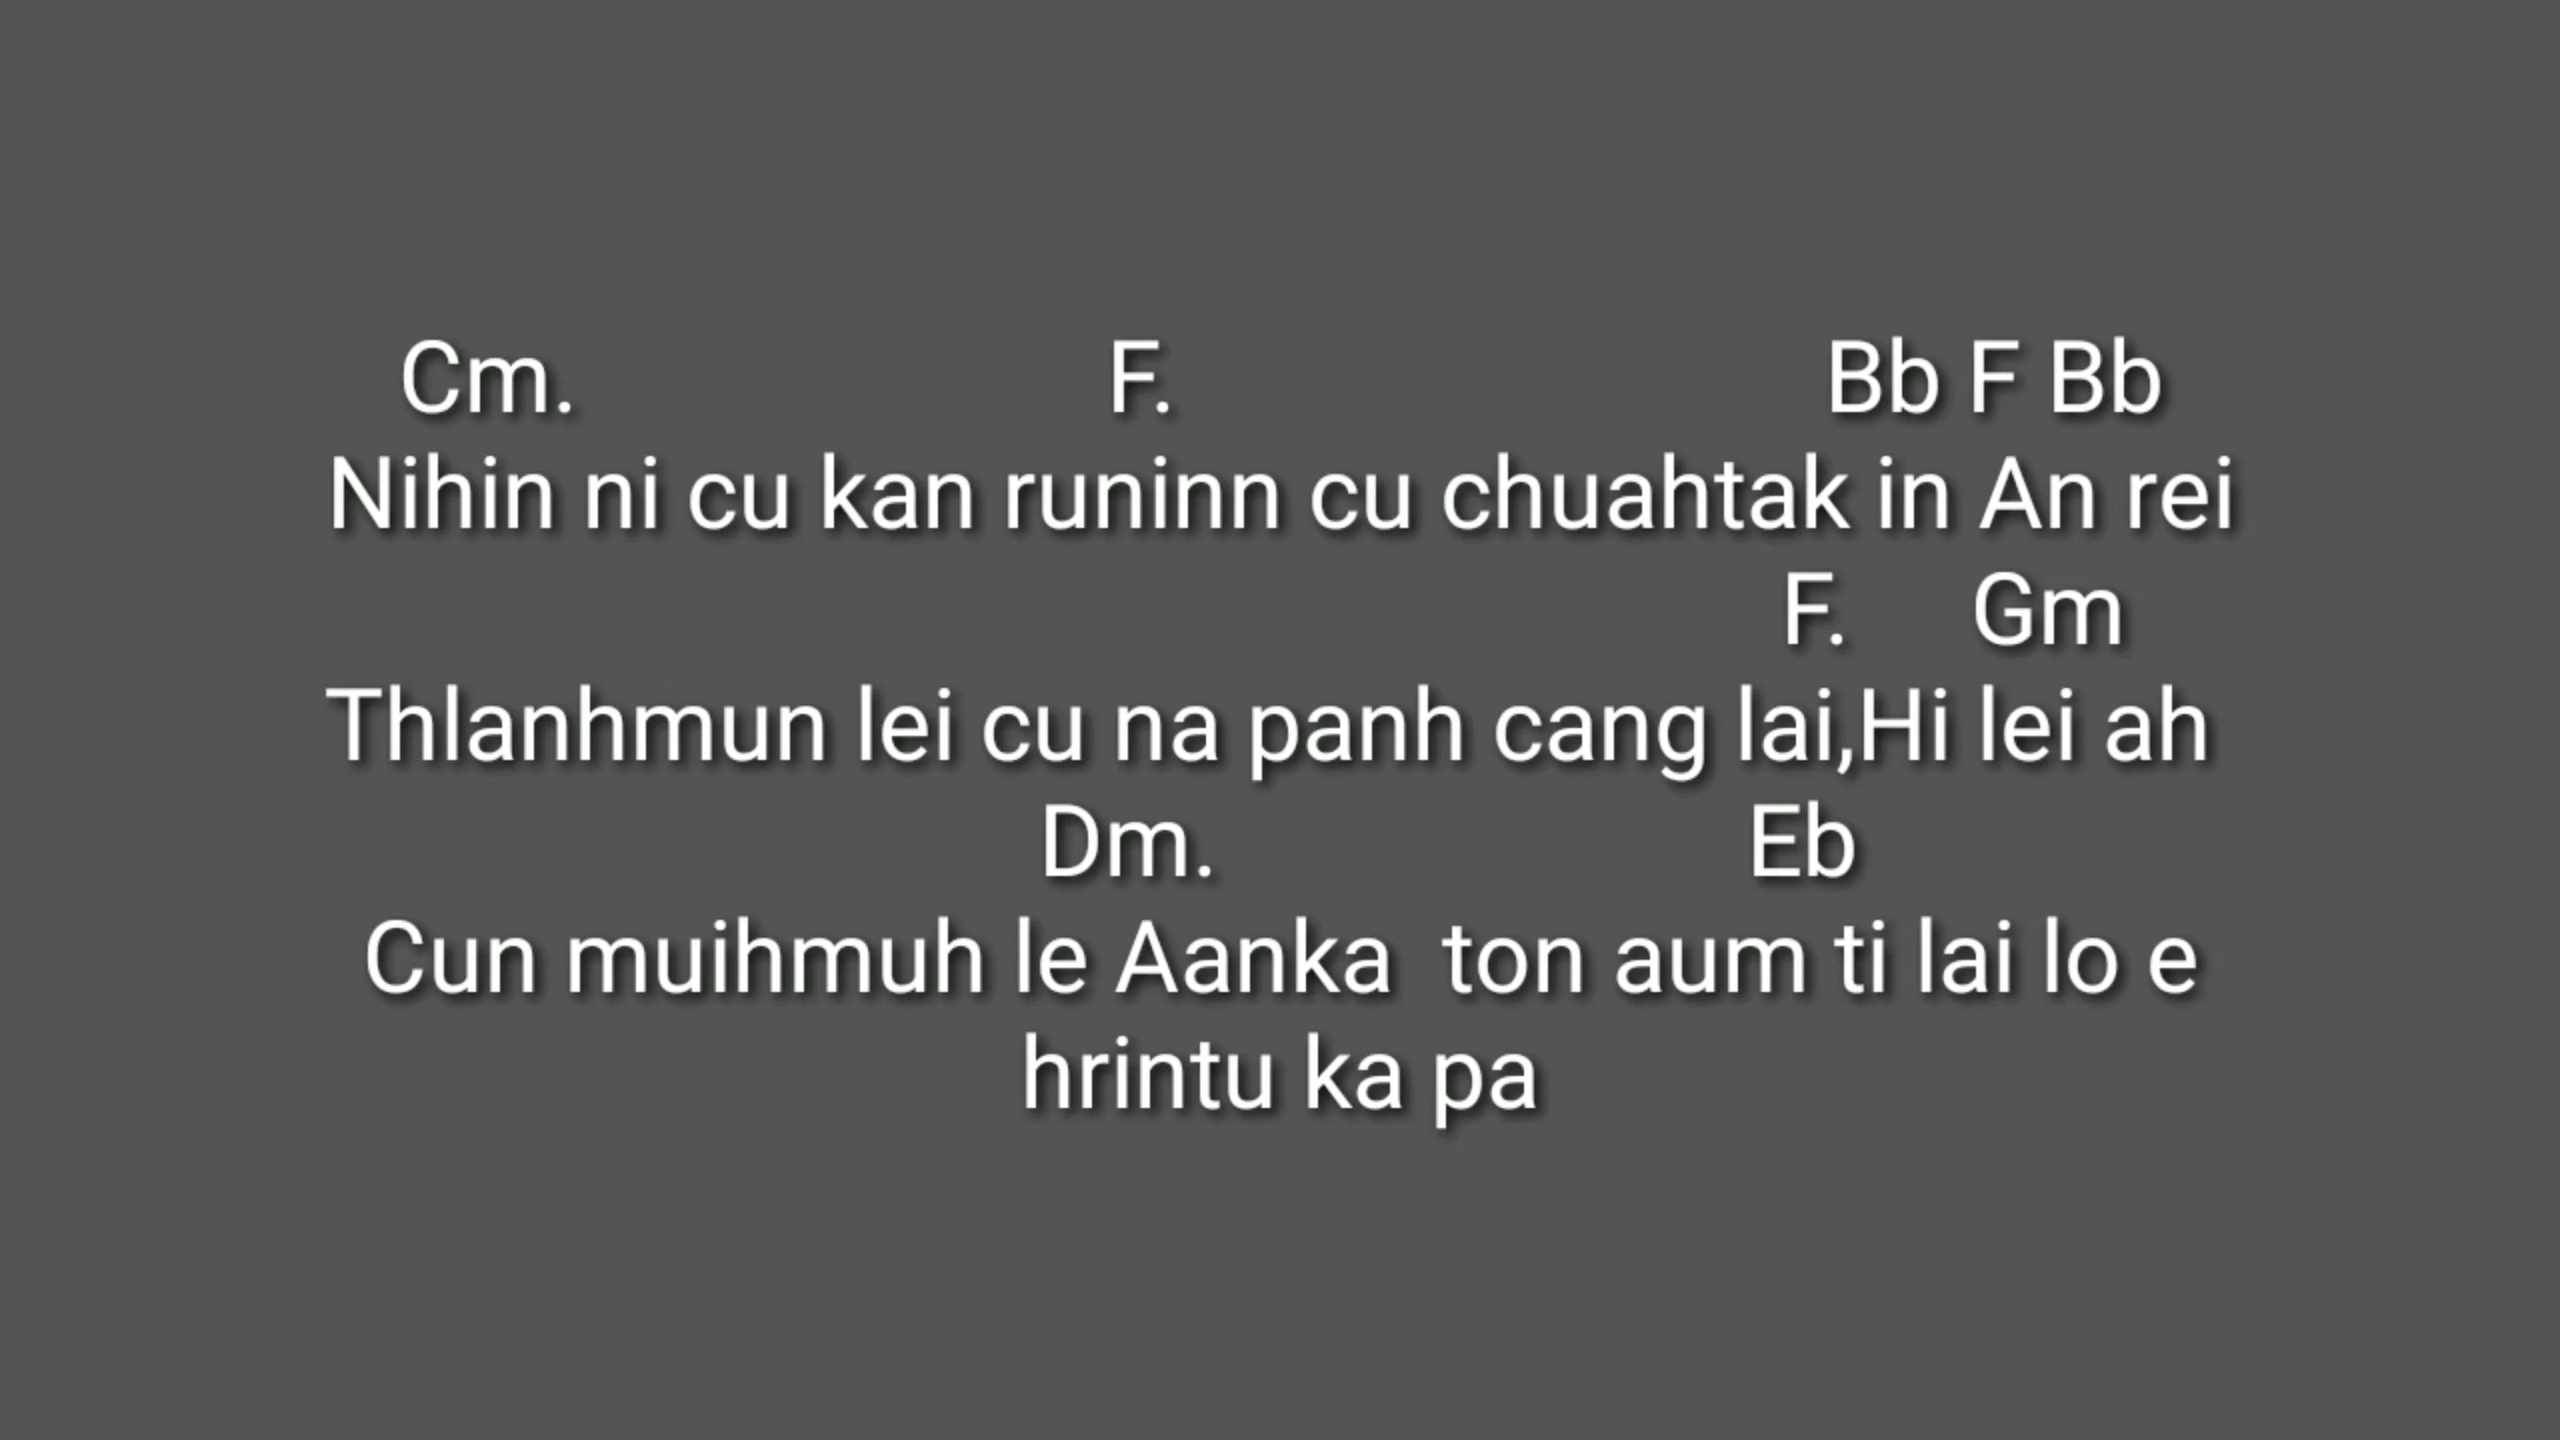 Cm. F. Bb F Bb
Nihin ni cu kan runinn cu chuahtak in An rei
F. Gm
Thlanhmun lei cu na panh cang lai,Hi lei ah
Dm. Eb
Cun muihmuh le Aanka ton aum ti lai lo e
hrintu ka pa